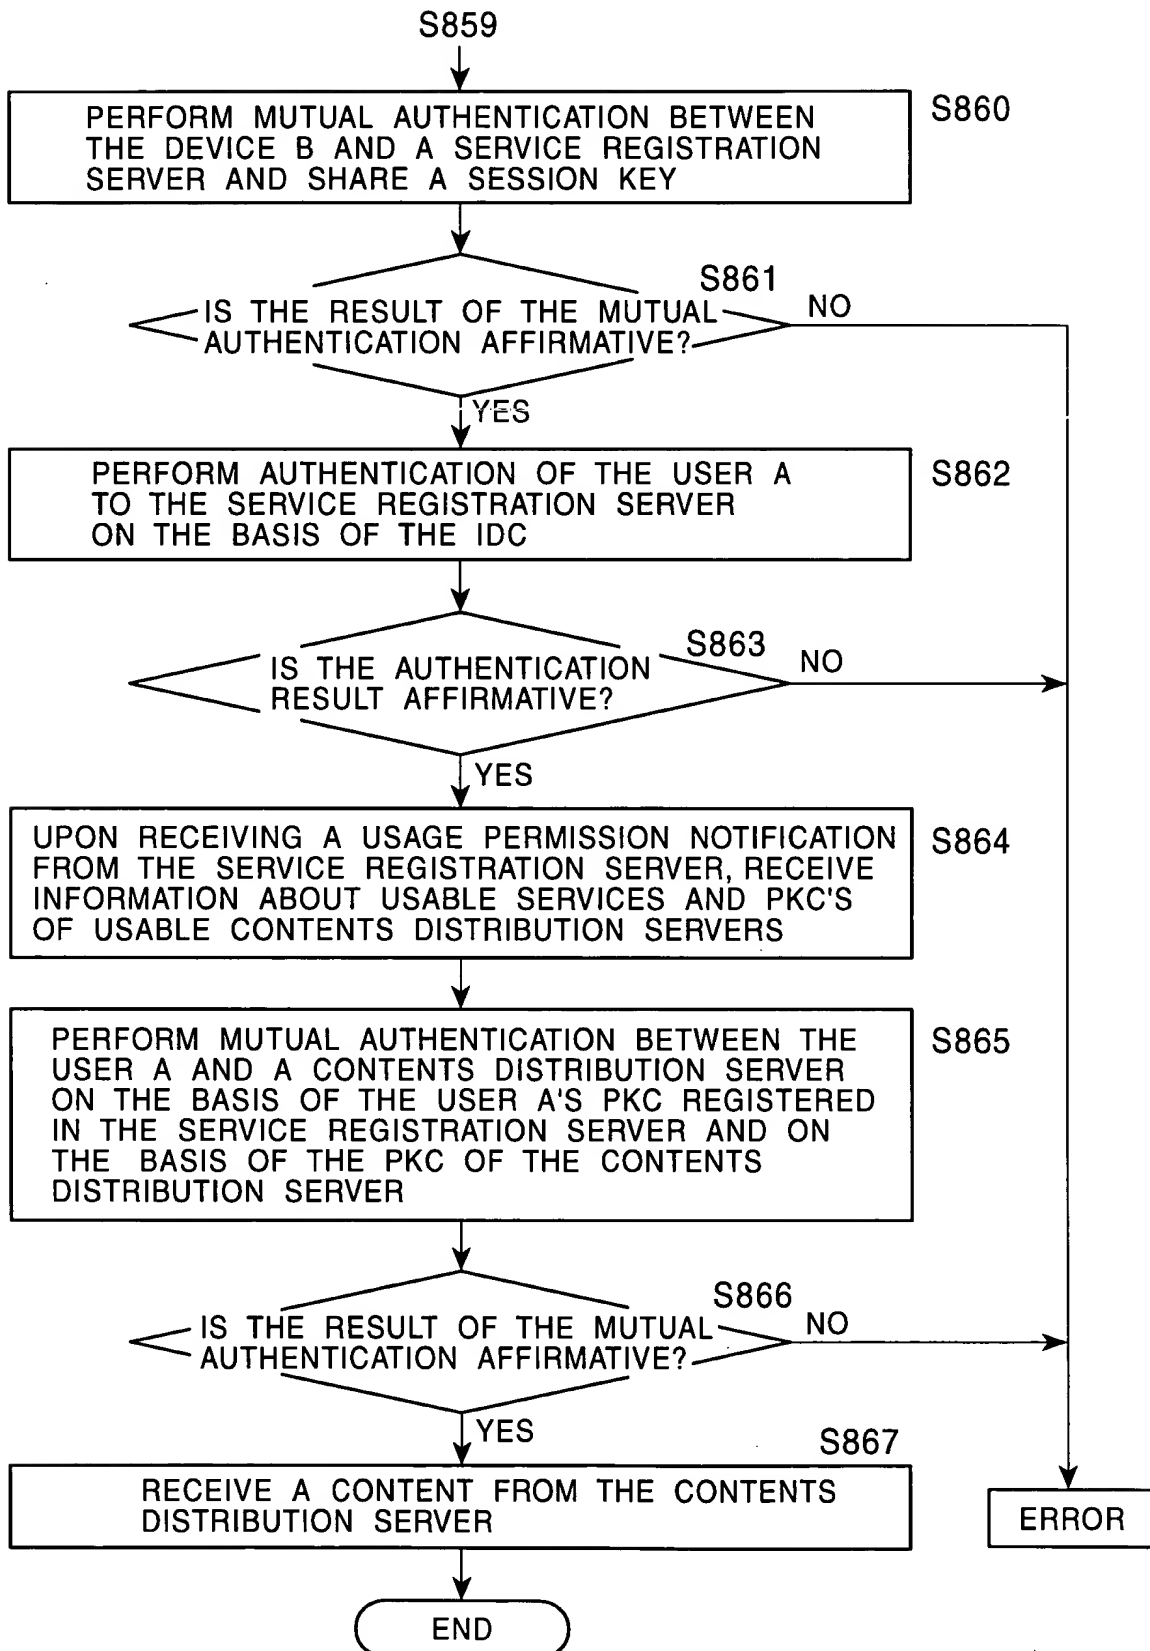 S859
PERFORM MUTUAL AUTHENTICATION BETWEEN
THE DEVICE B AND A SERVICE REGISTRATION
SERVER AND SHARE A SESSION KEY
S860
S861
IS THE RESULT OF THE MUTUAL
AUTHENTICATION AFFIRMATIVE?
NO
YES
PERFORM AUTHENTICATION OF THE USER A
TO THE SERVICE REGISTRATION SERVER
ON THE BASIS OF THE IDC
S862
S863
IS THE AUTHENTICATION
RESULT AFFIRMATIVE?
NO
YES
UPON RECEIVING A USAGE PERMISSION NOTIFICATION
FROM THE SERVICE REGISTRATION SERVER, RECEIVE
INFORMATION ABOUT USABLE SERVICES AND PKC'S
OF USABLE CONTENTS DISTRIBUTION SERVERS
S864
PERFORM MUTUAL AUTHENTICATION BETWEEN THE
USER A AND A CONTENTS DISTRIBUTION SERVER
ON THE BASIS OF THE USER A'S PKC REGISTERED
IN THE SERVICE REGISTRATION SERVER AND ON
THE BASIS OF THE PKC OF THE CONTENTS
DISTRIBUTION SERVER
S865
S866
IS THE RESULT OF THE MUTUAL
AUTHENTICATION AFFIRMATIVE?
NO
YES
S867
RECEIVE A CONTENT FROM THE CONTENTS
DISTRIBUTION SERVER
ERROR
END